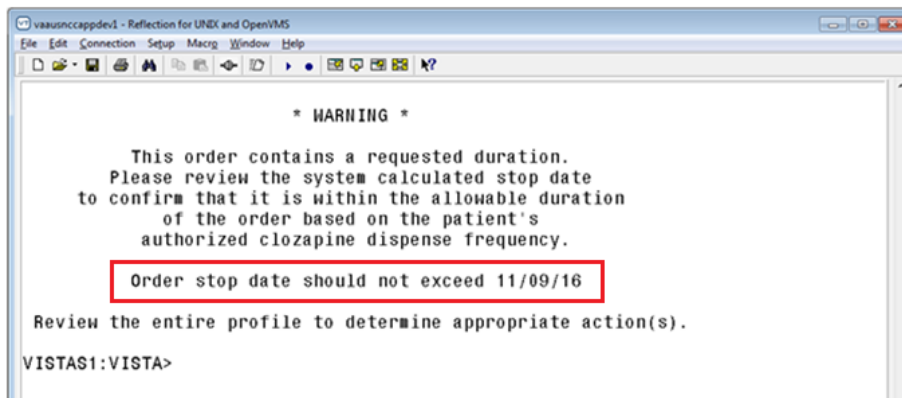 vaausnccappdev1 - Reflection for UNIX and OpenVMS
File Edit Connection Setup Macro Window Help
* WARNING *
This order contains a requested duration.
Please review the system calculated stop date
to confirm that it is within the allowable duration
of the order based on the patient's
authorized clozapine dispense frequency.
Order stop date should not exceed 11/09/16
Review the entire profile to determine appropriate action(s).
VISTAS1:VISTA>